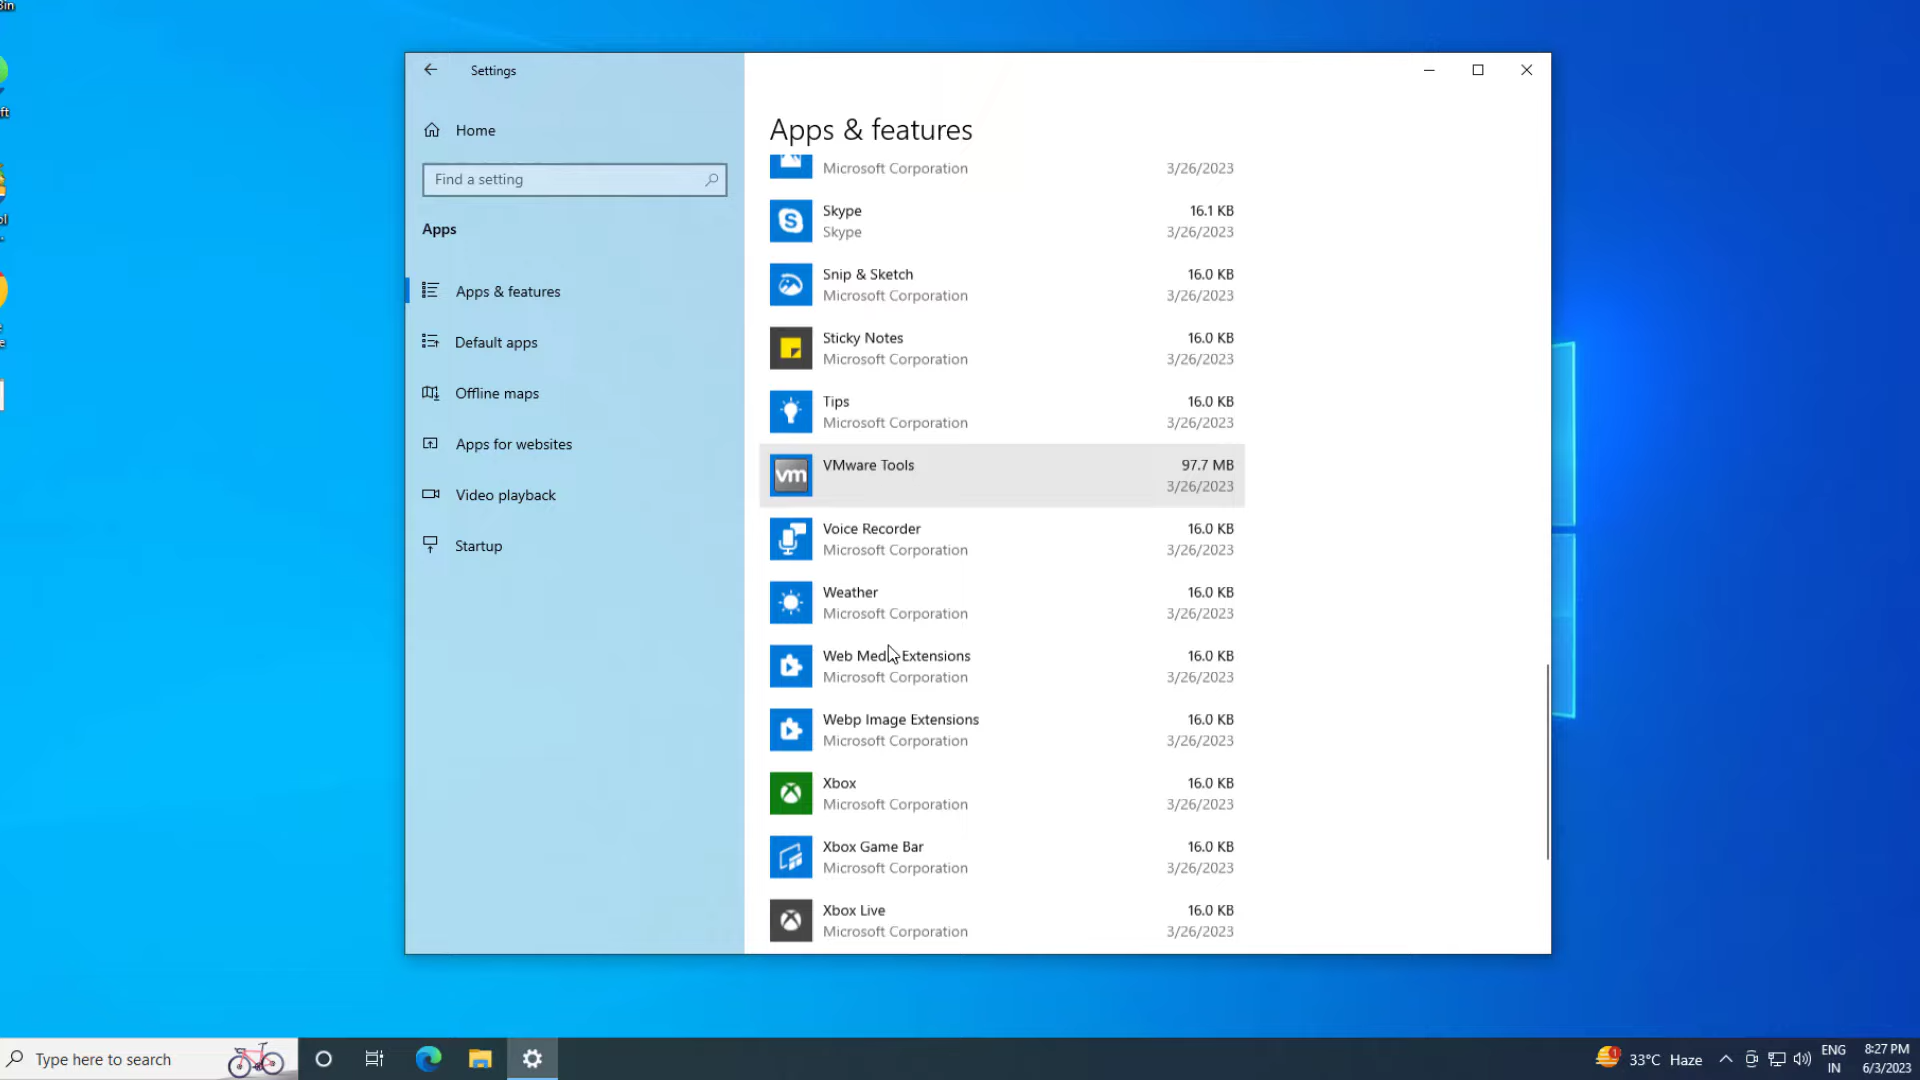 Bin
ft
ol
..
e
e
Settings
Home
Find a setting
Apps
Apps & features
Default apps
Offline maps
Apps for websites
Video playback
Startup
Apps & features
Microsoft Corporation 3/26/2023
Skype 16.1 KB
Skype 3/26/2023
Snip & Sketch 16.0 KB
Microsoft Corporation 3/26/2023
Sticky Notes 16.0 KB
Microsoft Corporation 3/26/2023
Tips 16.0 KB
Microsoft Corporation 3/26/2023
vm
VMware Tools 97.7 MB
3/26/2023
Voice Recorder 16.0 KB
Microsoft Corporation 3/26/2023
Weather 16.0 KB
Microsoft Corporation 3/26/2023
Web Media Extensions 16.0 KB
Microsoft Corporation 3/26/2023
Webp Image Extensions 16.0 KB
Microsoft Corporation 3/26/2023
Xbox 16.0 KB
Microsoft Corporation 3/26/2023
Xbox Game Bar 16.0 KB
Microsoft Corporation 3/26/2023
Xbox Live 16.0 KB
Microsoft Corporation 3/26/2023
Type here to search
1
33°C Haze
ENG
IN
8:27 PM
6/3/2023